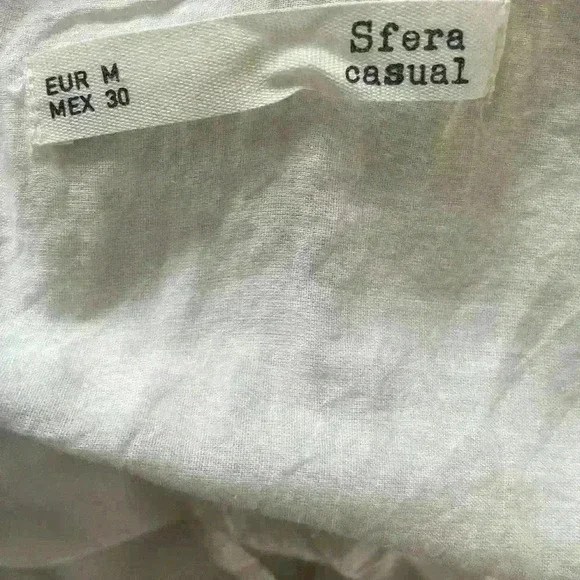 EUR M
MEX 30
Sfera
casual